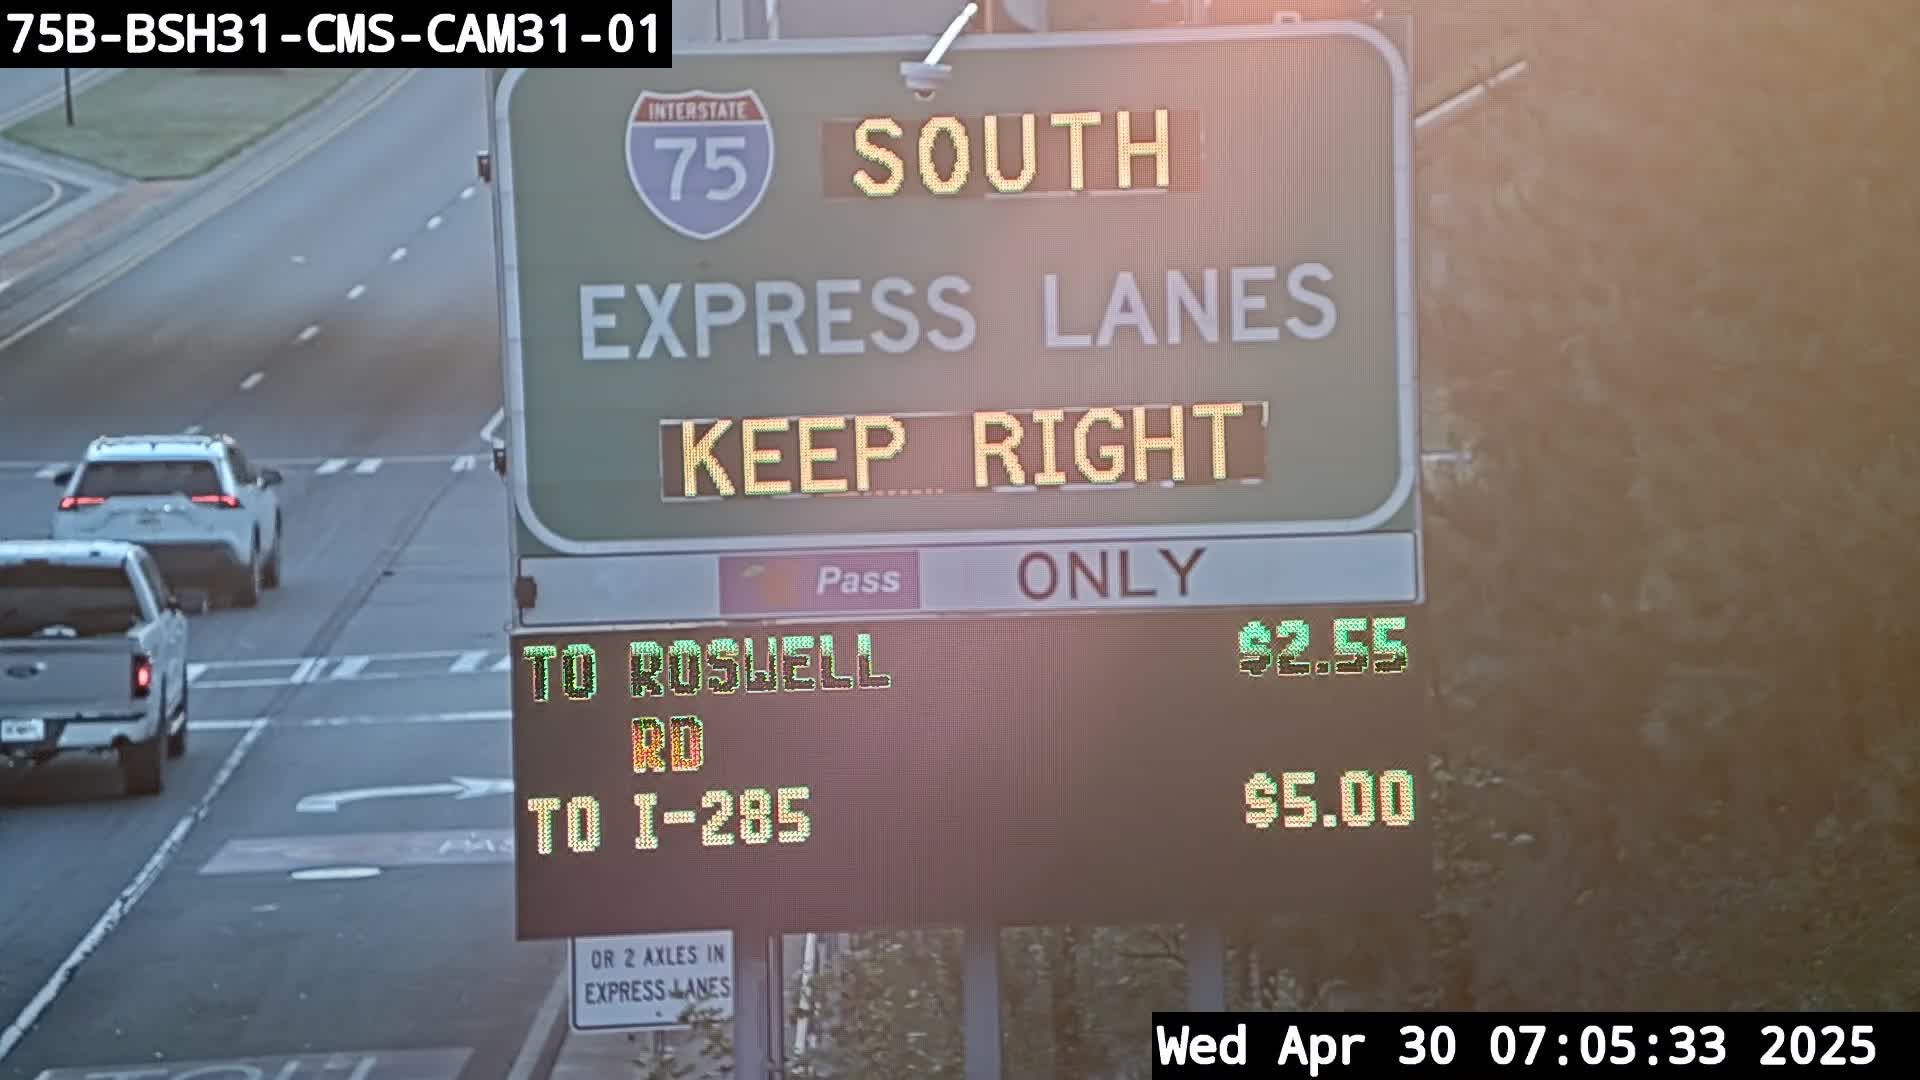 75B-BSH31-CMS-CAM31-01
INTERSTATE
75
SOUTH
EXPRESS LANES
KEEP RIGHT
Pass ONLY
TO ROSWELL $2.55
RD
TO I-285 $5.00
OR 2 AXLES IN
EXPRESS LANES
Wed Apr 30 07:05:33 2025